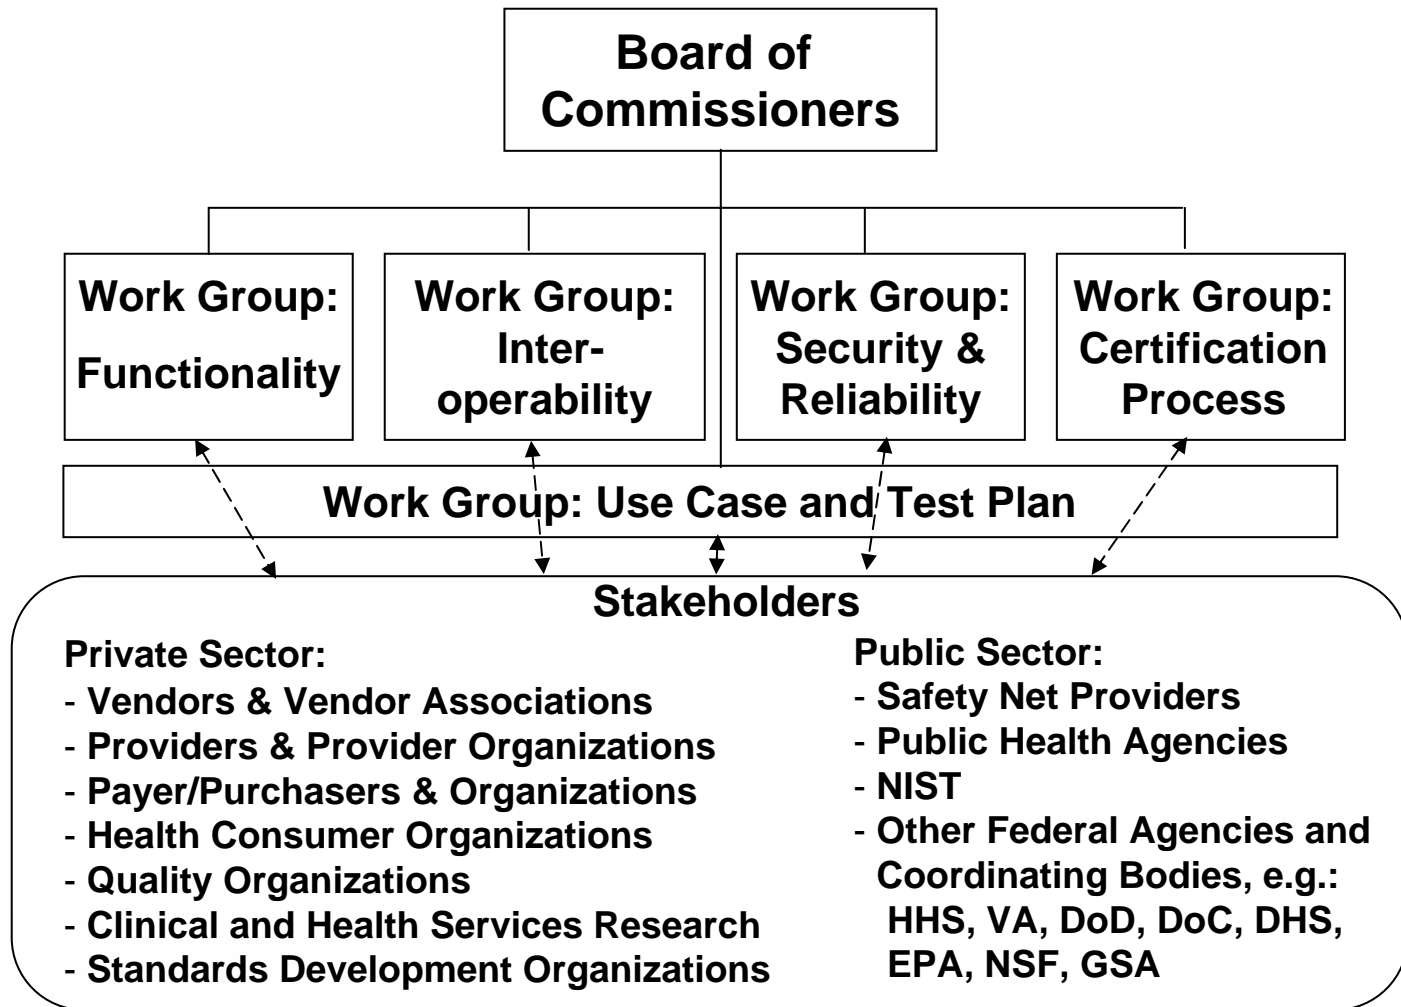 Board of
Commissioners
Work Group:
Functionality
Work Group:
Inter-
operability
Work Group:
Security &
Reliability
Work Group:
Certification
Process
Work Group: Use Case and Test Plan
Stakeholders
Private Sector:
- Vendors & Vendor Associations
- Providers & Provider Organizations
- Payer/Purchasers & Organizations
- Health Consumer Organizations
- Quality Organizations
- Clinical and Health Services Research
- Standards Development Organizations
Public Sector:
- Safety Net Providers
- Public Health Agencies
- NIST
- Other Federal Agencies and
Coordinating Bodies, e.g.:
HHS, VA, DoD, DoC, DHS,
EPA, NSF, GSA